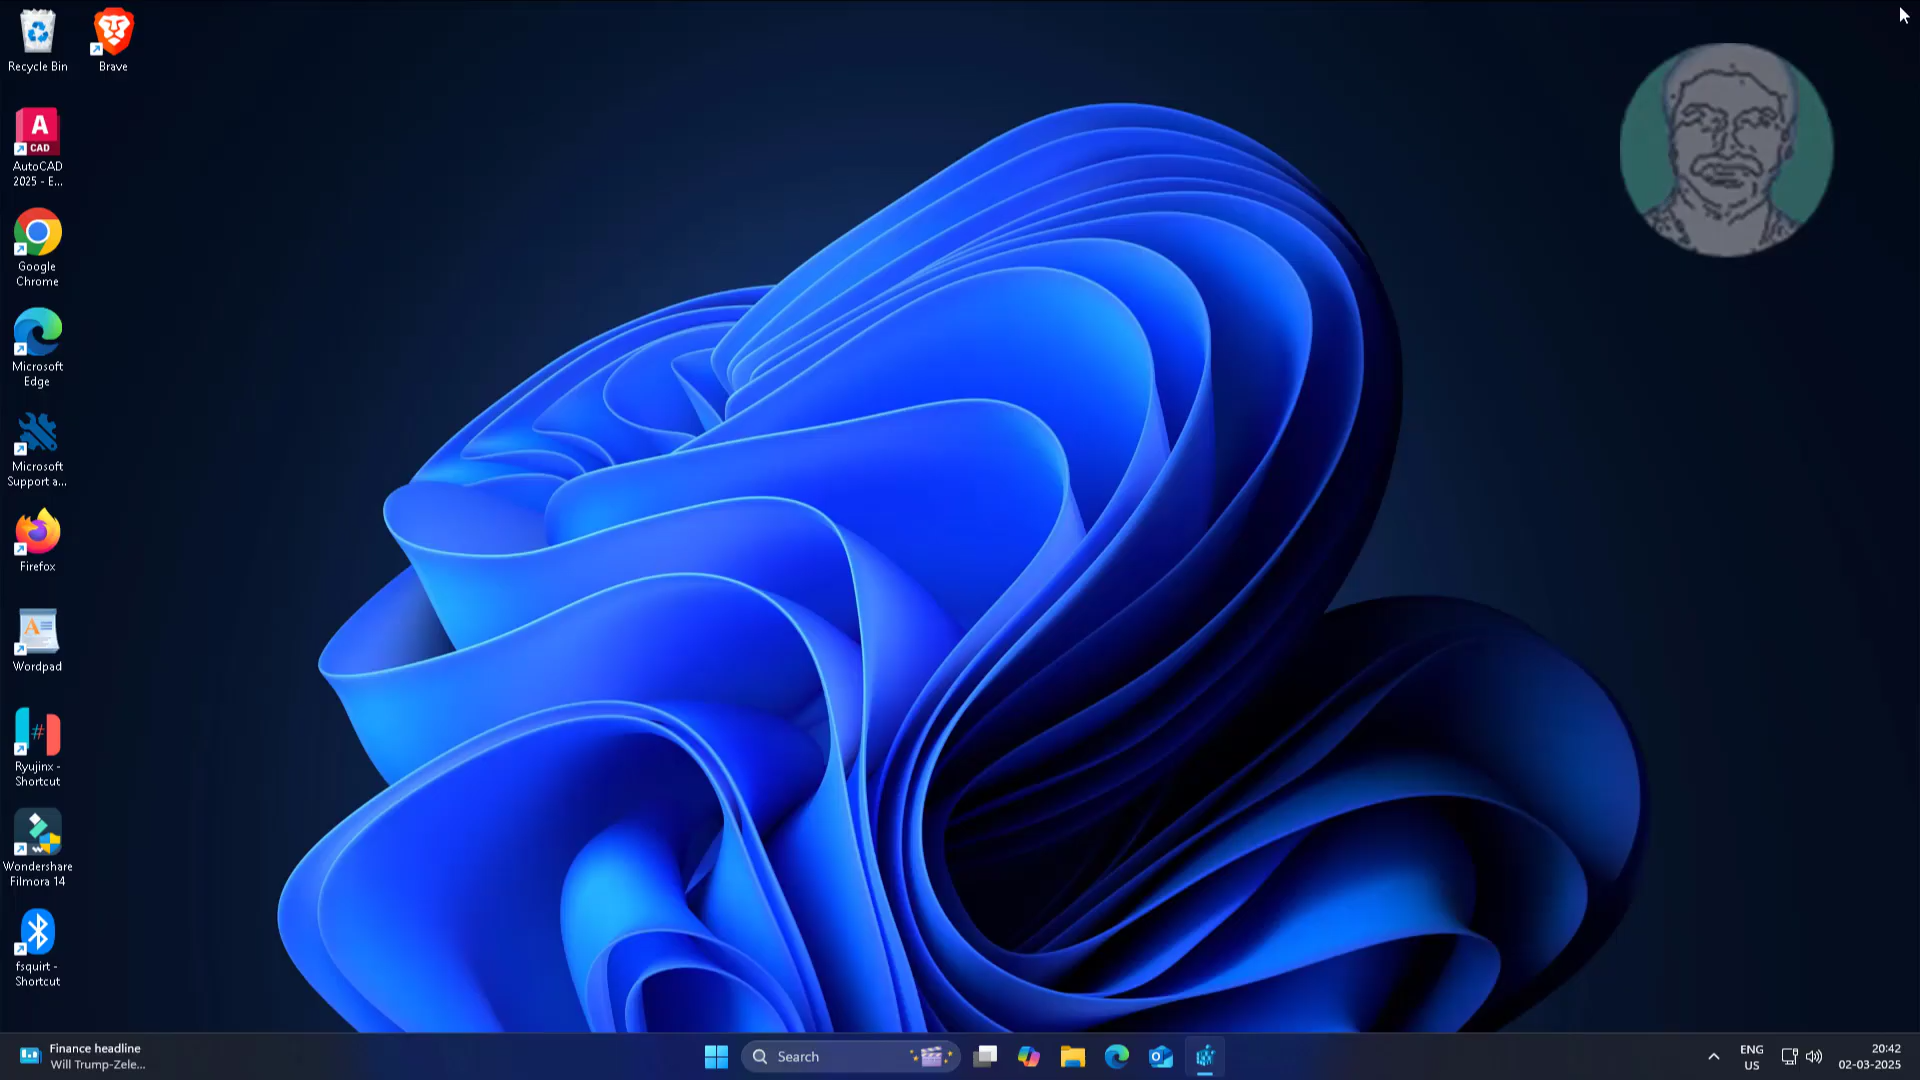 Recycle Bin
Brave
A
CAD
AutoCAD
2025 - E...
Google
Chrome
Microsoft
Edge
Microsoft
Support a...
Firefox
A
Wordpad
#
Ryujinx -
Shortcut
Wondershare
Filmora 14
fsquirt -
Shortcut
Finance headline
Will Trump-Zele...
Search
ENG
US
20:42
02-03-2025